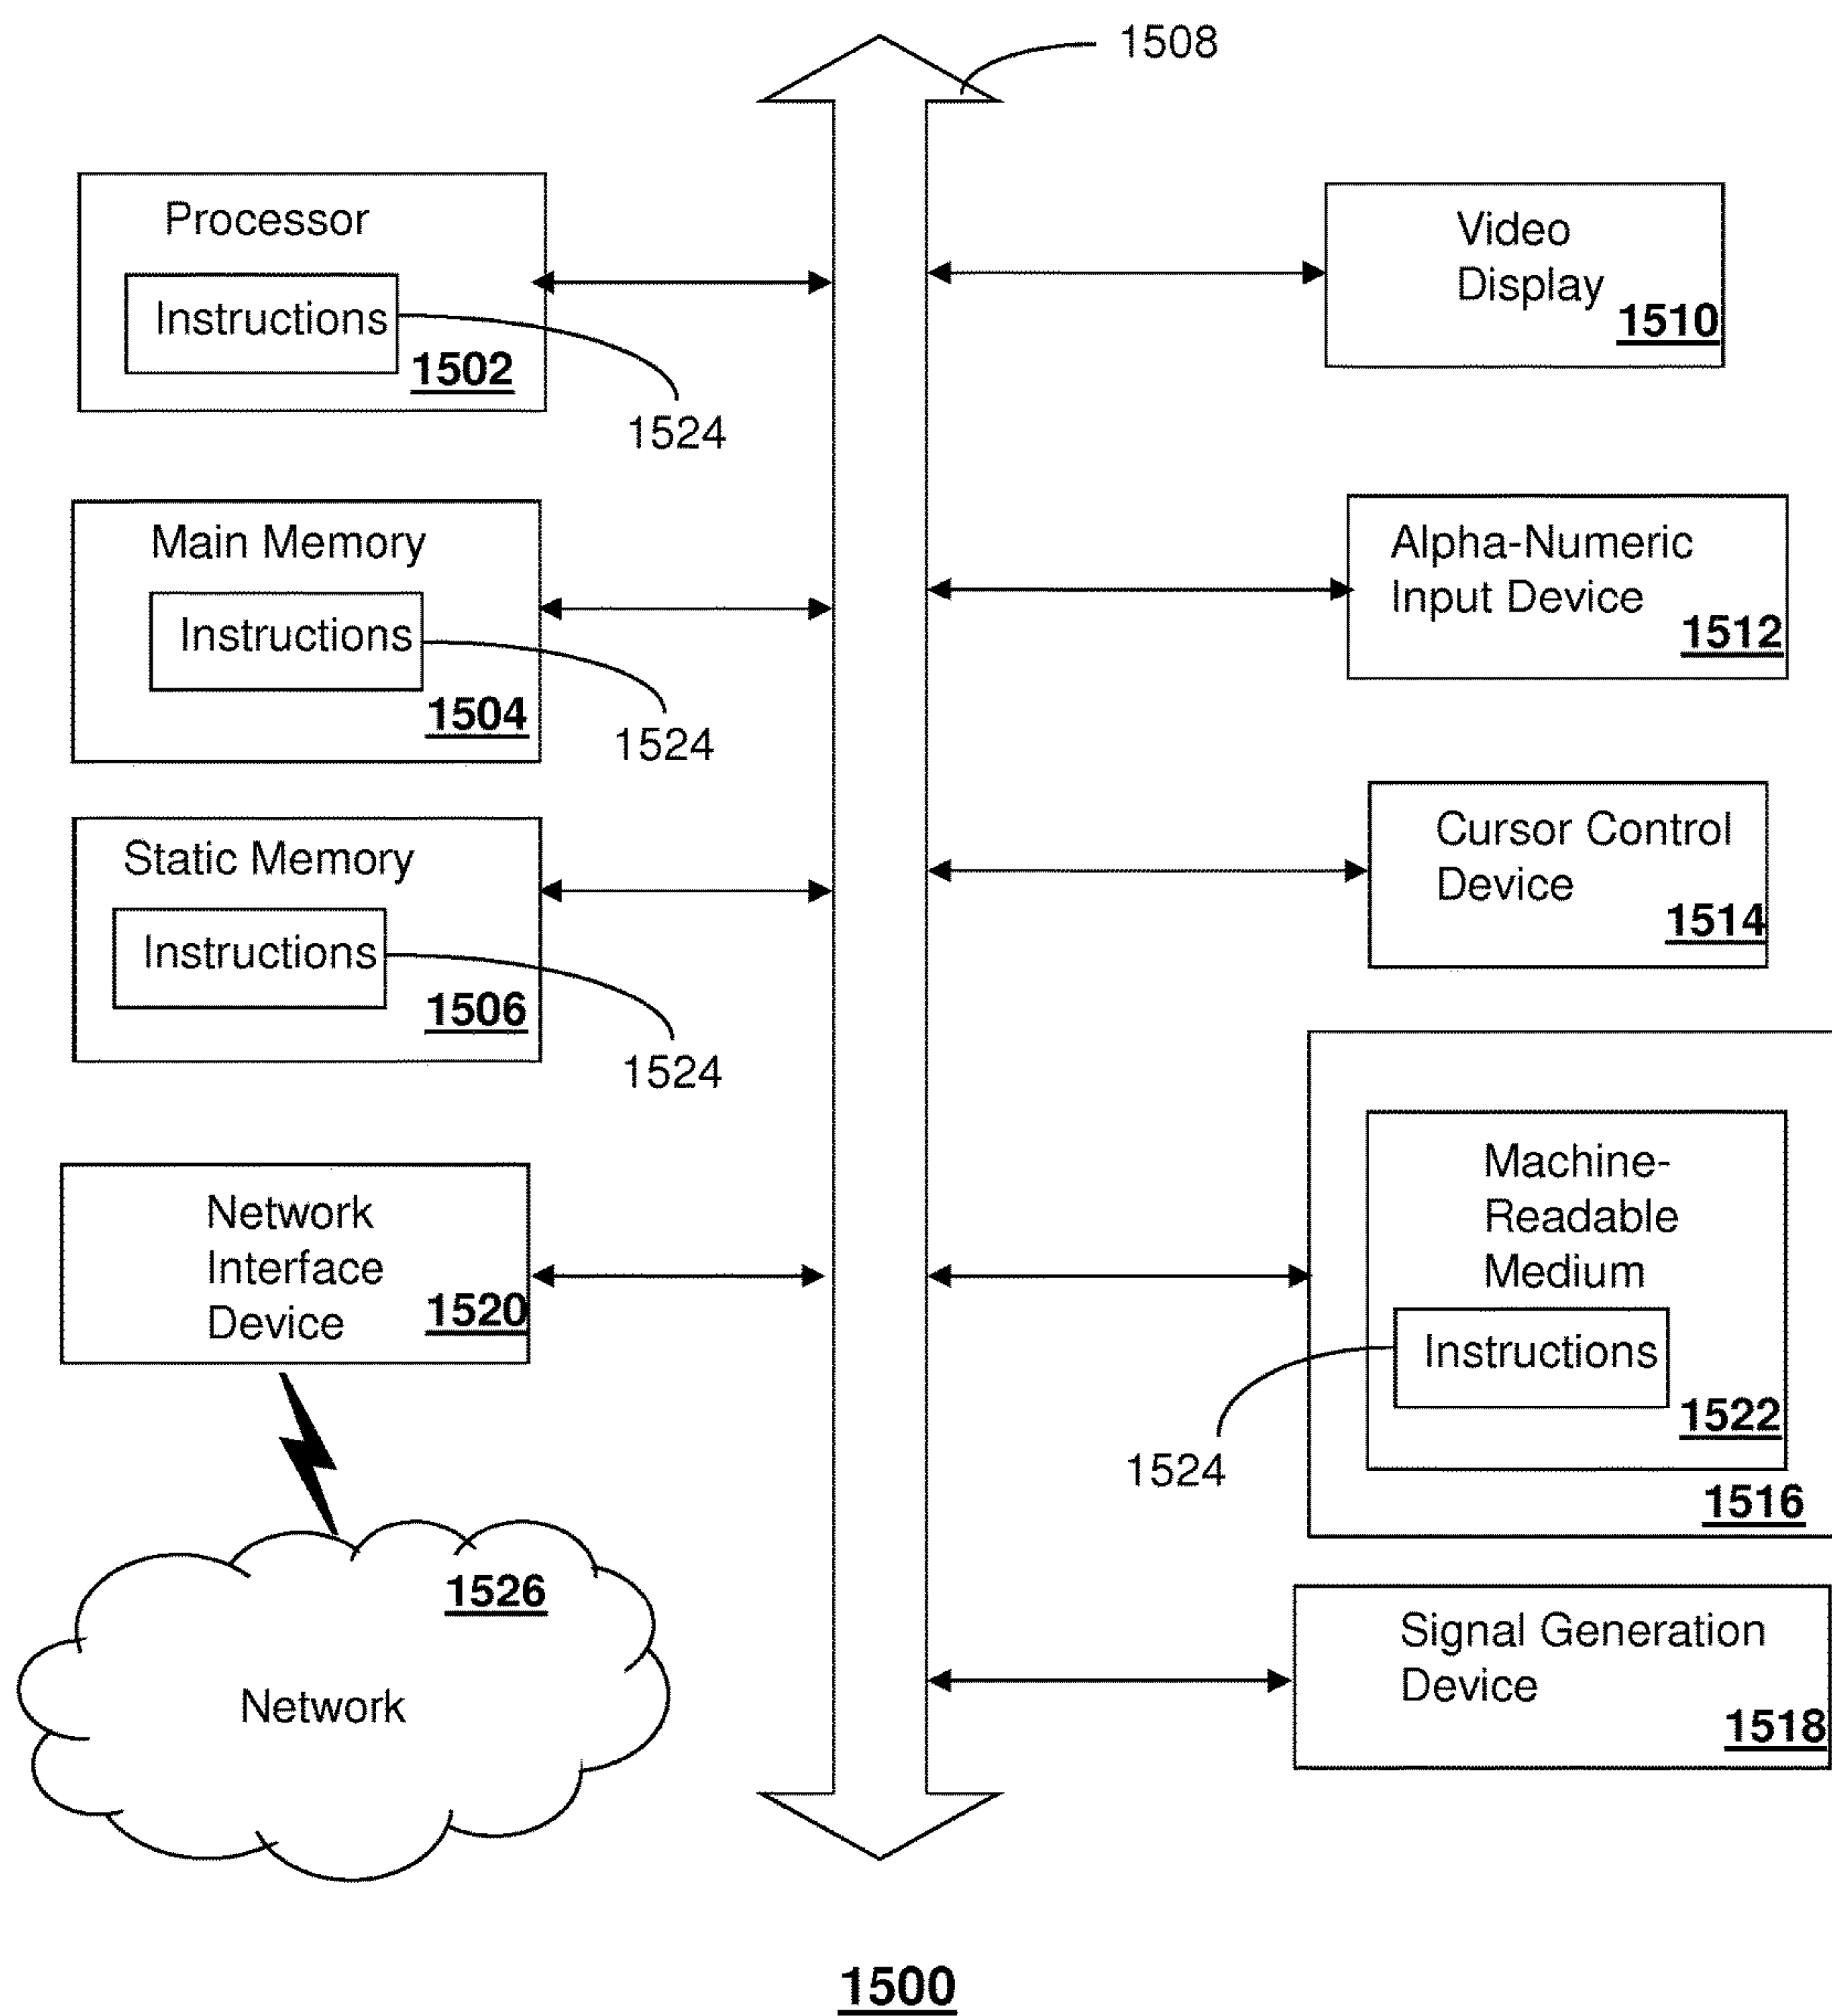 1508
Processor
Instructions
1502
1524
Main Memory
Instructions
1504
1524
Static Memory
Instructions
1506
1524
Network
Interface
Device
1520
1526
Network
Video
Display
1510
Alpha-Numeric
Input Device
1512
Cursor Control
Device
1514
Machine-
Readable
Medium
Instructions
1522
1524
1516
Signal Generation
Device
1518
1500